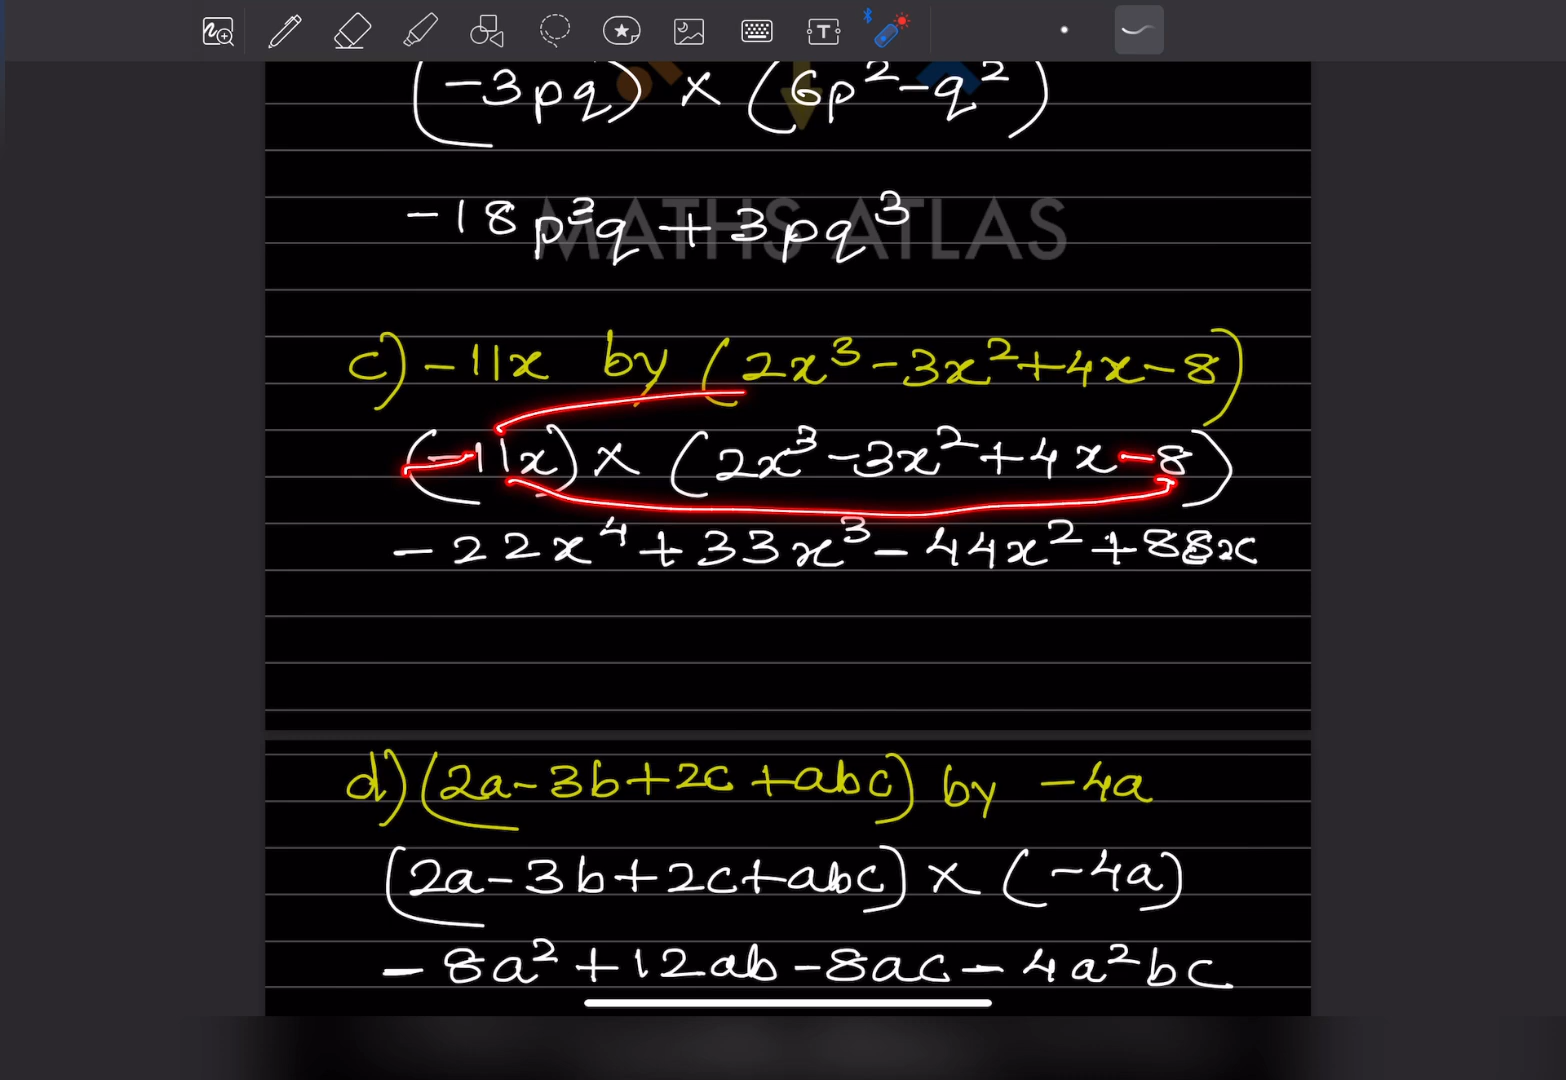 (-3pq) × (6p²-q²)
-18p³q + 3pq³
MATHS ATLAS
c) -11x by (2x³-3x²+4x-8)
(-11x) × (2x³-3x²+4x-8)
-22x⁴+33x³-44x²+88x
d) (2a-3b+2c+abc) by -4a
(2a-3b+2c+abc) × (-4a)
-8a²+12ab-8ac-4a²bc